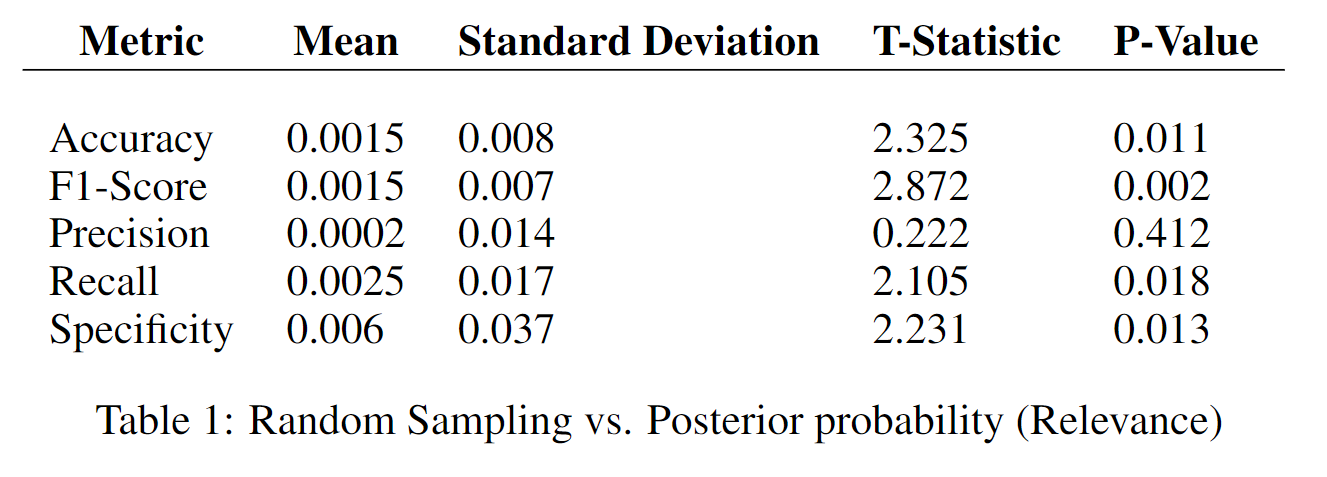 Metric Mean Standard Deviation T-Statistic P-Value
Accuracy 0.0015 0.008 2.325 0.011
F1-Score 0.0015 0.007 2.872 0.002
Precision 0.0002 0.014 0.222 0.412
Recall 0.0025 0.017 2.105 0.018
Specificity 0.006 0.037 2.231 0.013
Table 1: Random Sampling vs. Posterior probability (Relevance)